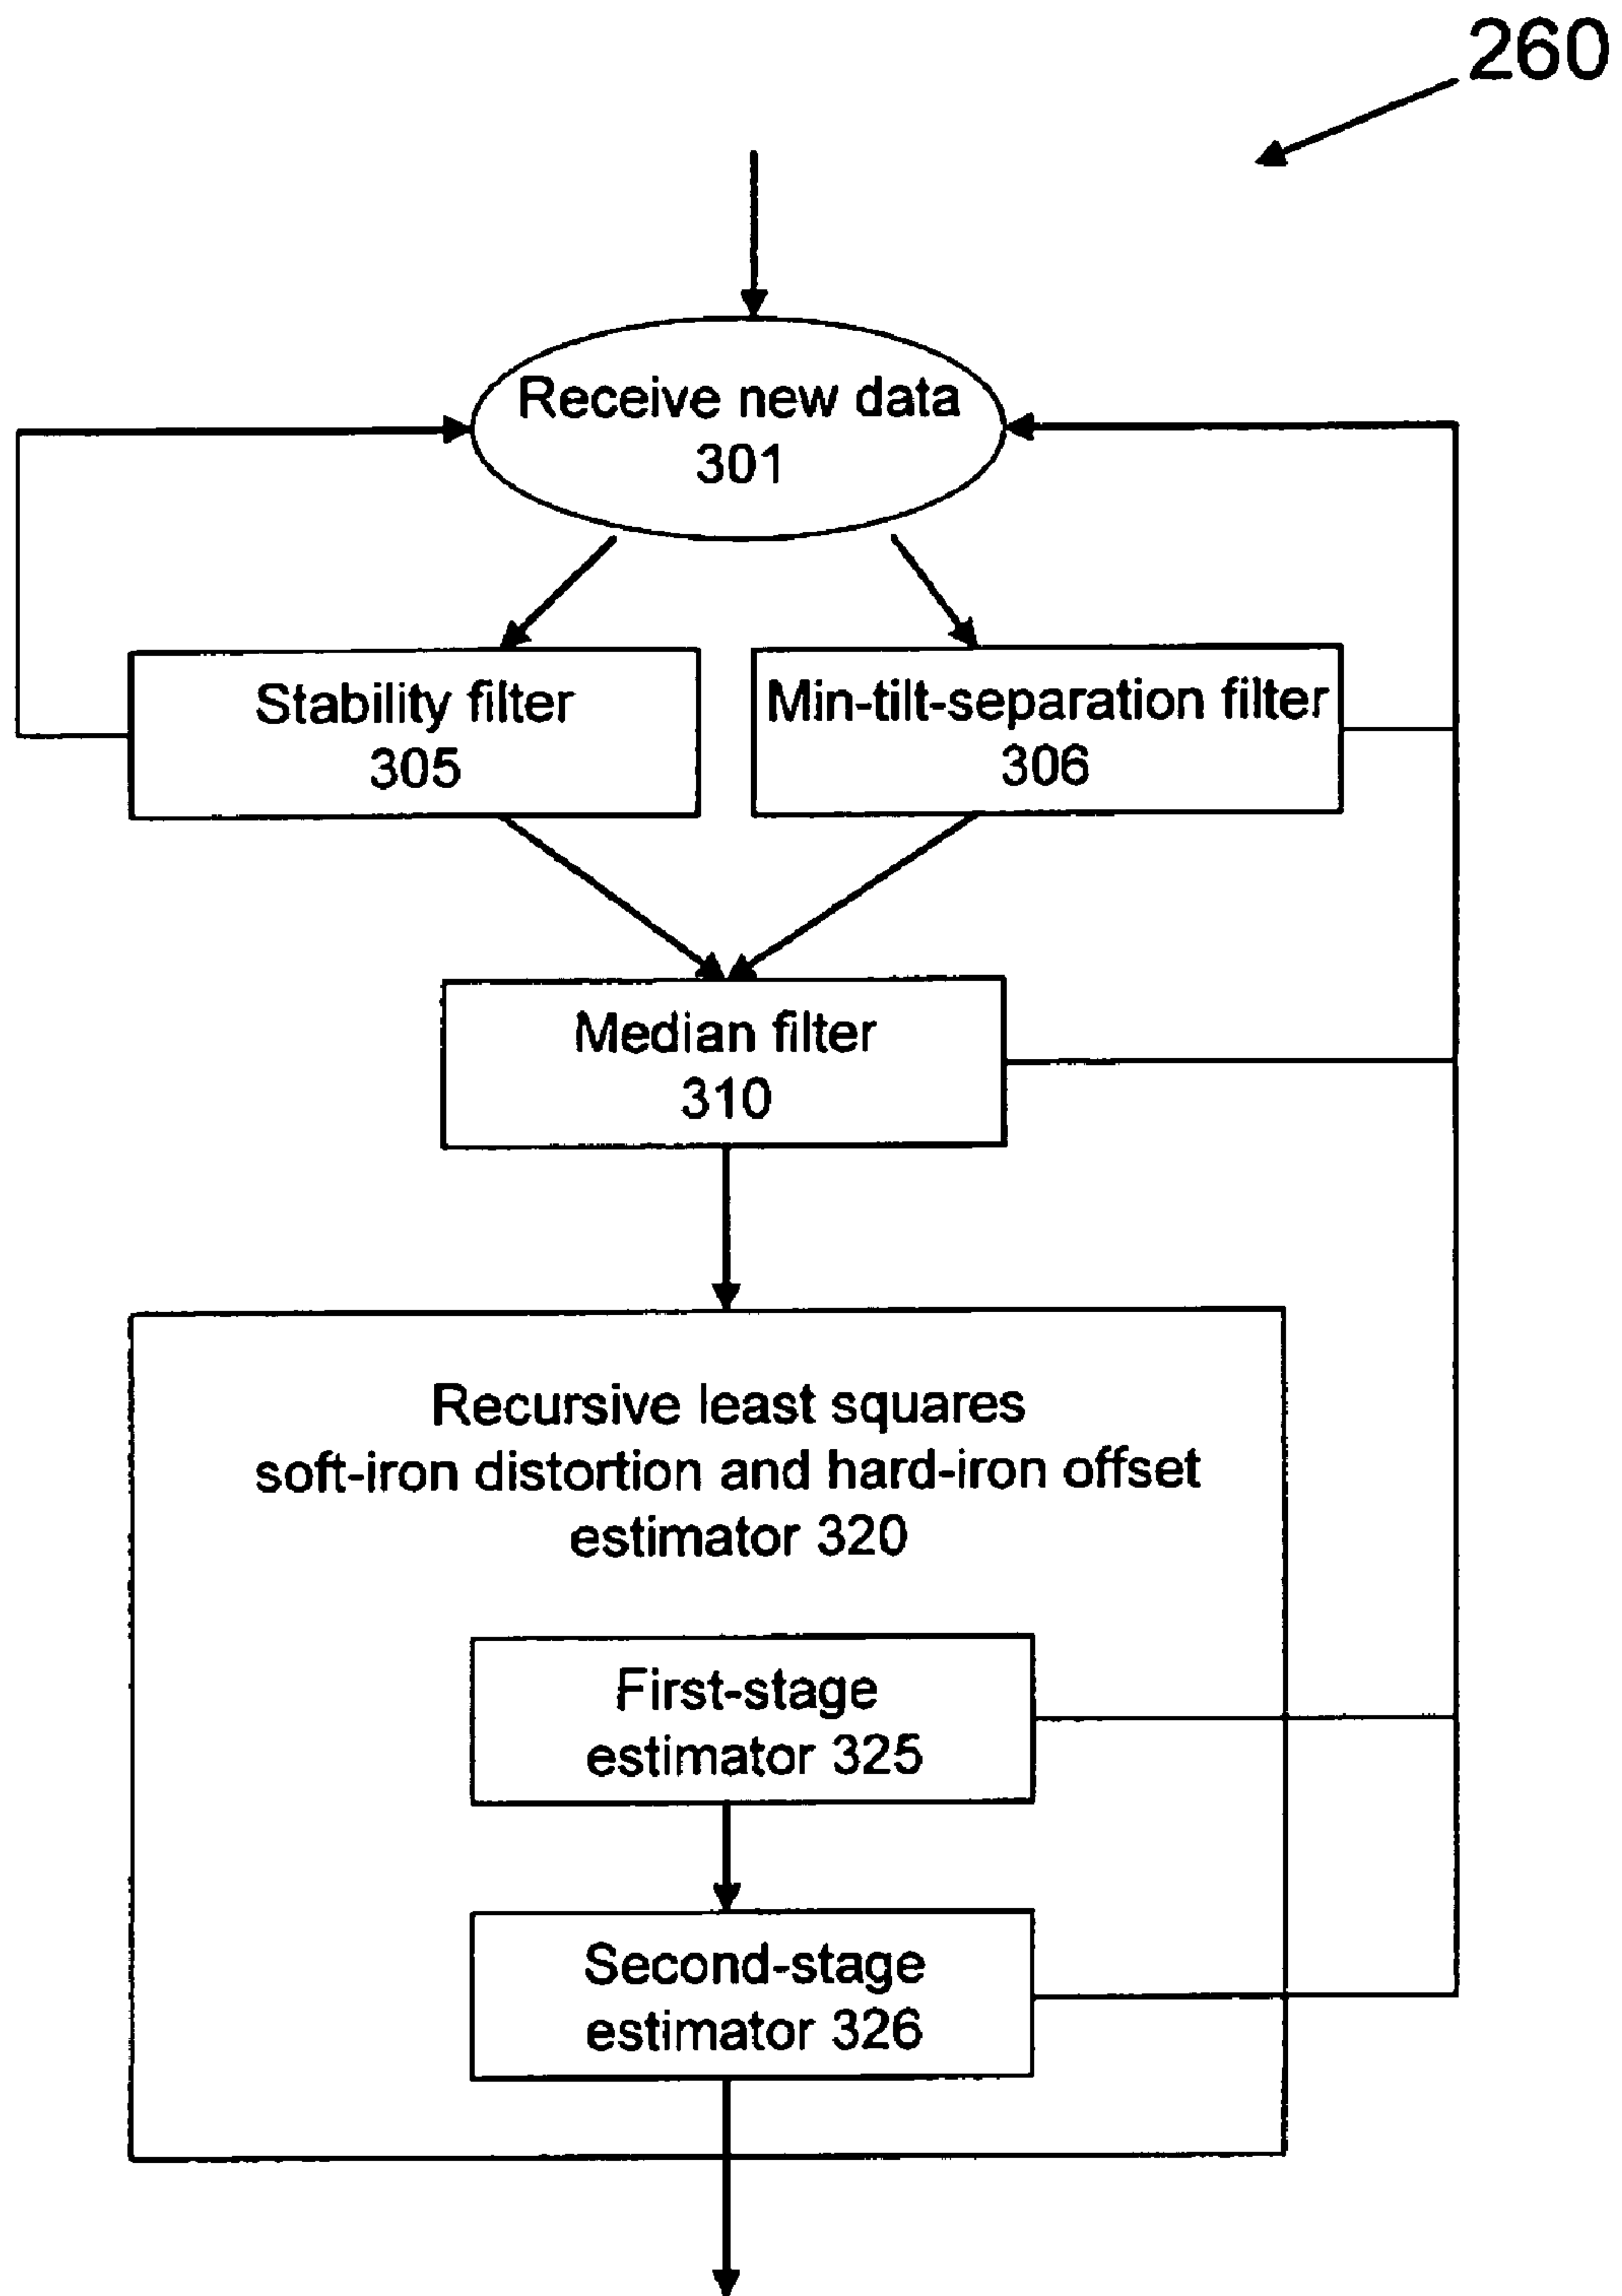 260
Receive new data
301
Stability filter
305
Min-tilt-separation filter
306
Median filter
310
Recursive least squares
soft-iron distortion and hard-iron offset
estimator 320
First-stage
estimator 325
Second-stage
estimator 326